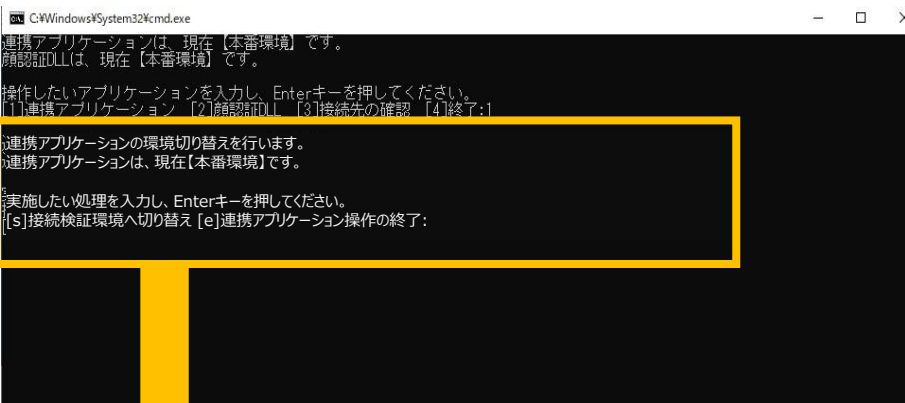 C:¥Windows¥System32¥cmd.exe
連携アプリケーションは、現在【本番環境】です。
顔認証DLLは、現在【本番環境】です。
操作したいアプリケーションを入力し、Enterキーを押してください。
[1]連携アプリケーション [2]顔認証DLL [3]接続先の確認 [4]終了:1
連携アプリケーションの環境切り替えを行います。
連携アプリケーションは、現在【本番環境】です。
実施したい処理を入力し、Enterキーを押してください。
[s]接続検証環境へ切り替え [e]連携アプリケーション操作の終了: